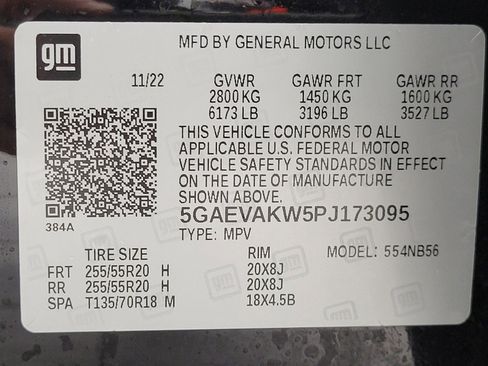 gm
MFD BY GENERAL MOTORS LLC
11/22 GVWR GAWR FRT GAWR RR
2800 KG 1450 KG 1600 KG
6173 LB 3196 LB 3527 LB
THIS VEHICLE CONFORMS TO ALL
APPLICABLE U.S. FEDERAL MOTOR
VEHICLE SAFETY STANDARDS IN EFFECT
ON THE DATE OF MANUFACTURE
SHOWN ABOVE.
5GAEVAKW5PJ173095
384A
TYPE: MPV
TIRE SIZE RIM MODEL: 554NB56
FRT 255/55R20 H 20X8J
RR 255/55R20 H 20X8J
SPA T135/70R18 M 18X4.5B